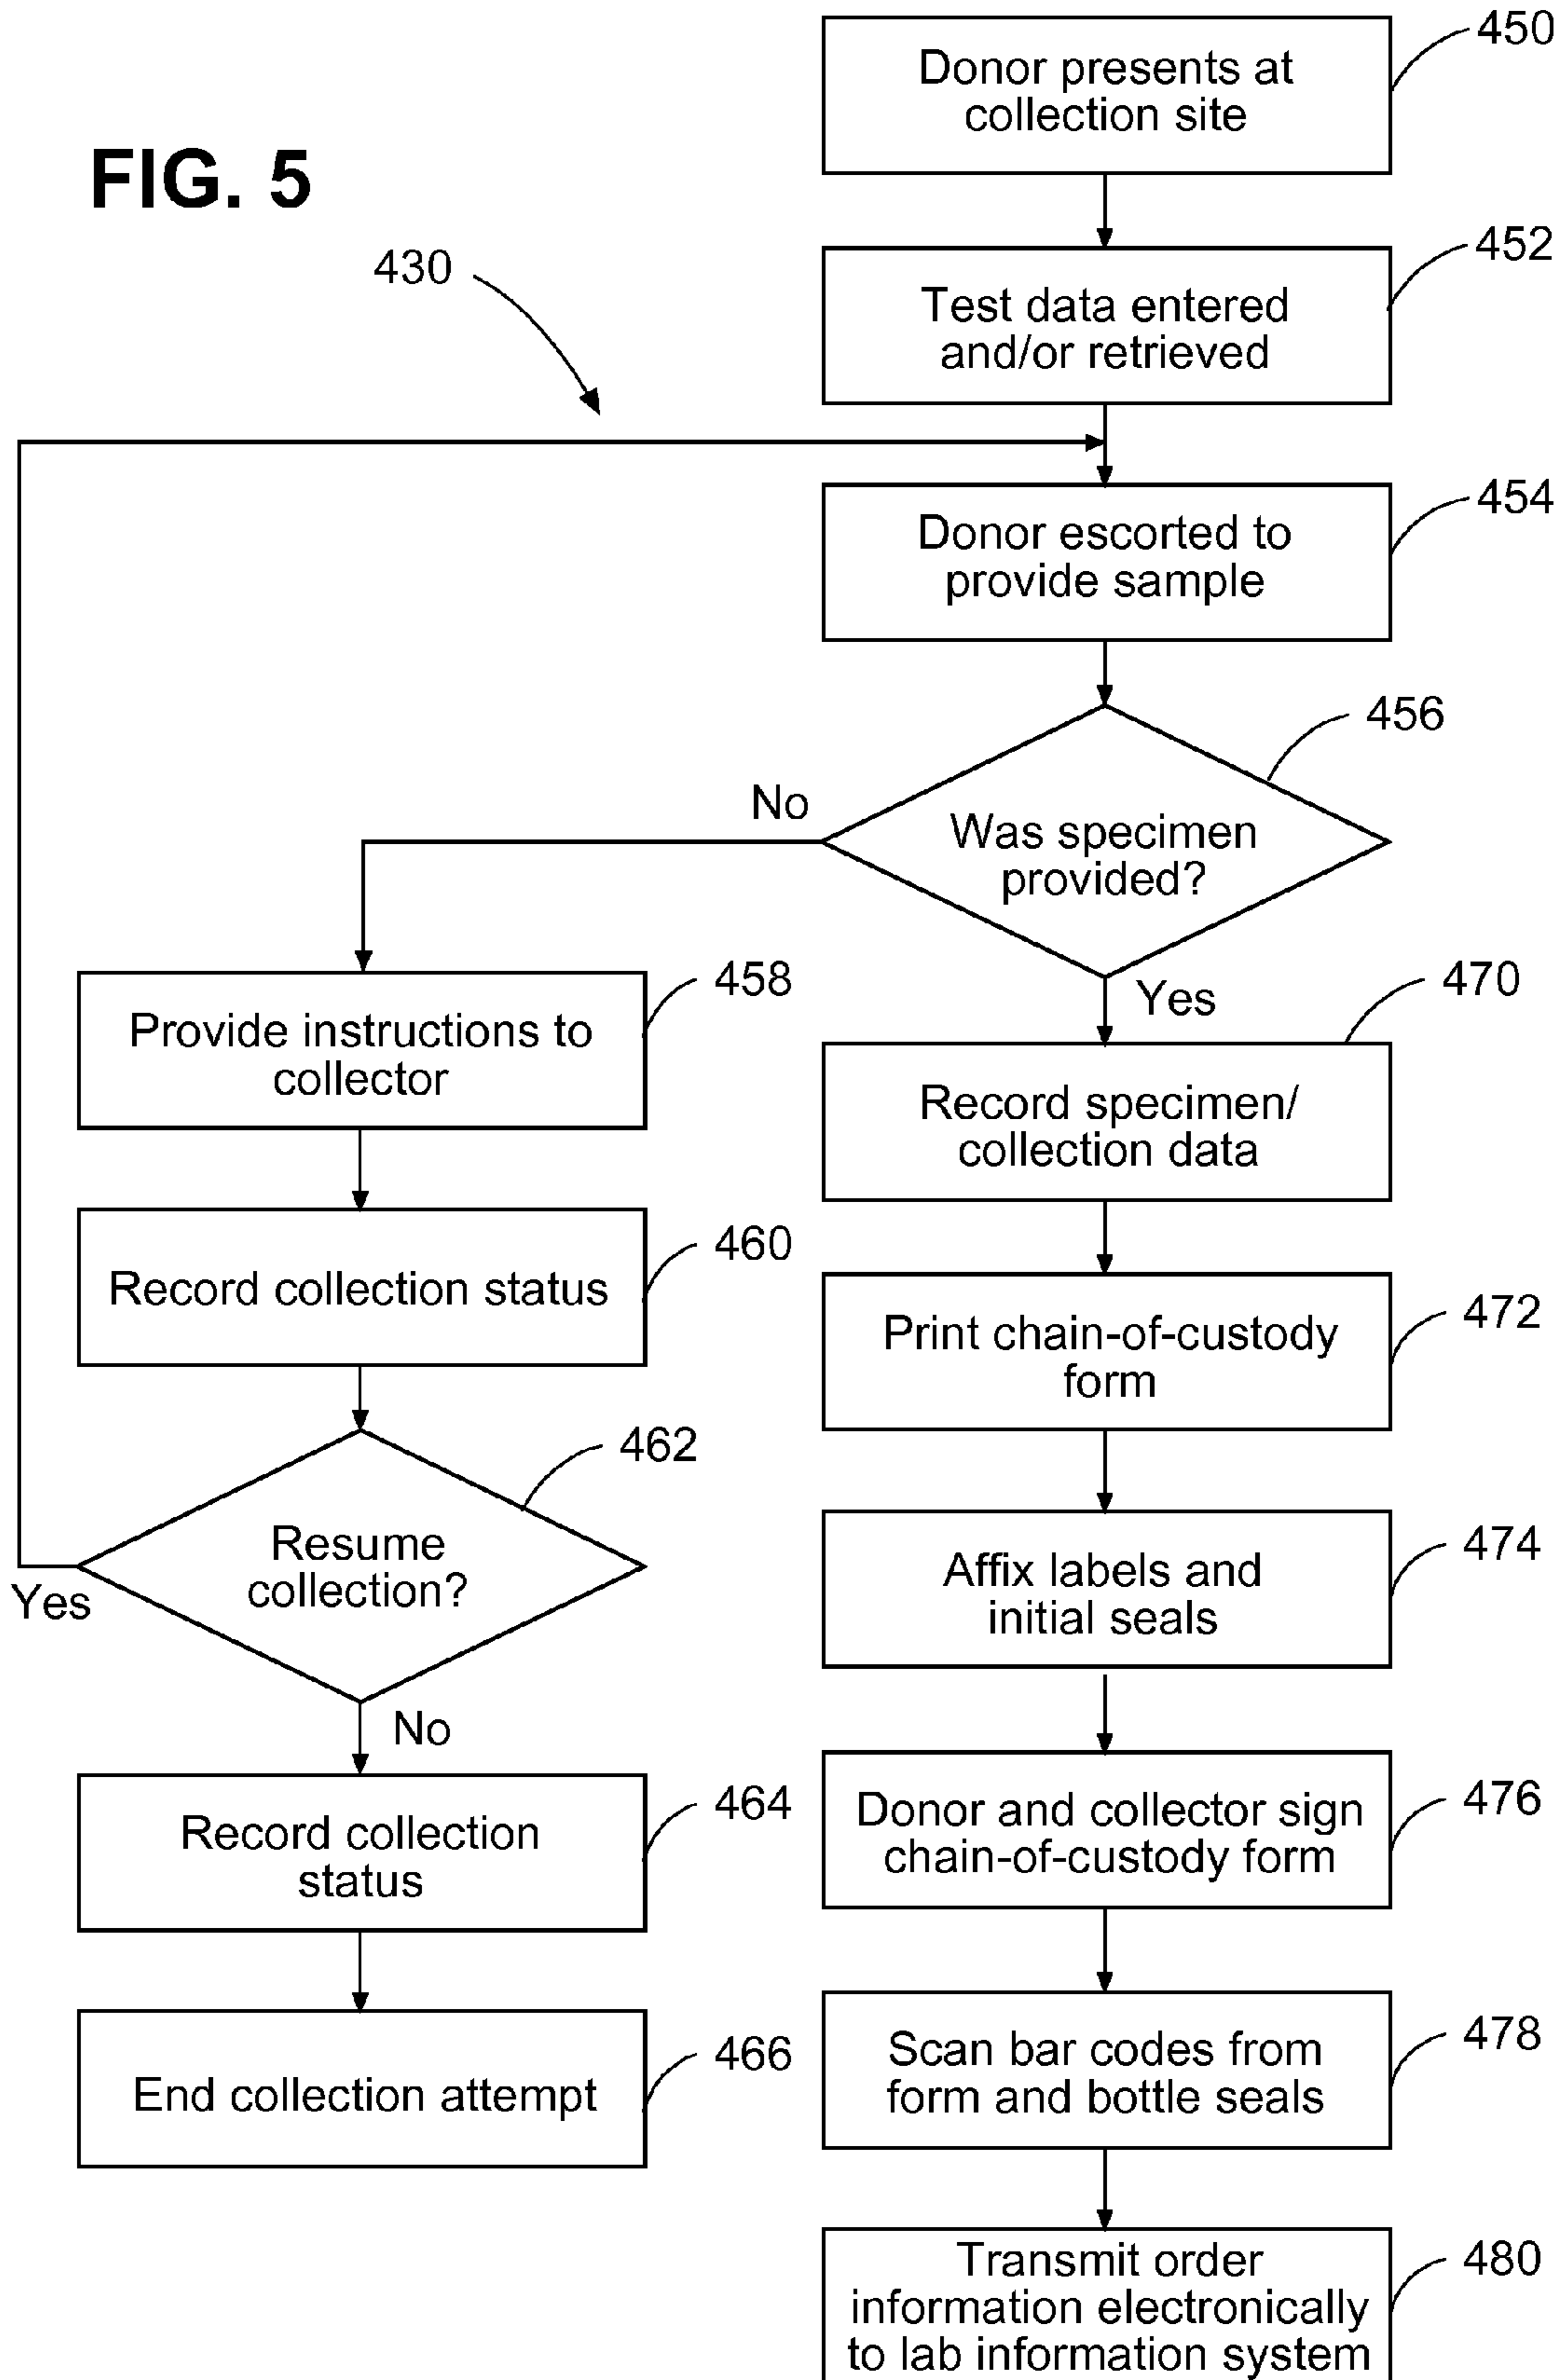 FIG. 5
430
Donor presents at
collection site
450
Test data entered
and/or retrieved
452
Donor escorted to
provide sample
454
Was specimen
provided?
456
No
Yes
Provide instructions to
collector
458
Record collection status
460
Resume
collection?
462
Yes
No
Record collection
status
464
End collection attempt
466
Record specimen/
collection data
470
Print chain-of-custody
form
472
Affix labels and
initial seals
474
Donor and collector sign
chain-of-custody form
476
Scan bar codes from
form and bottle seals
478
Transmit order
information electronically
to lab information system
480